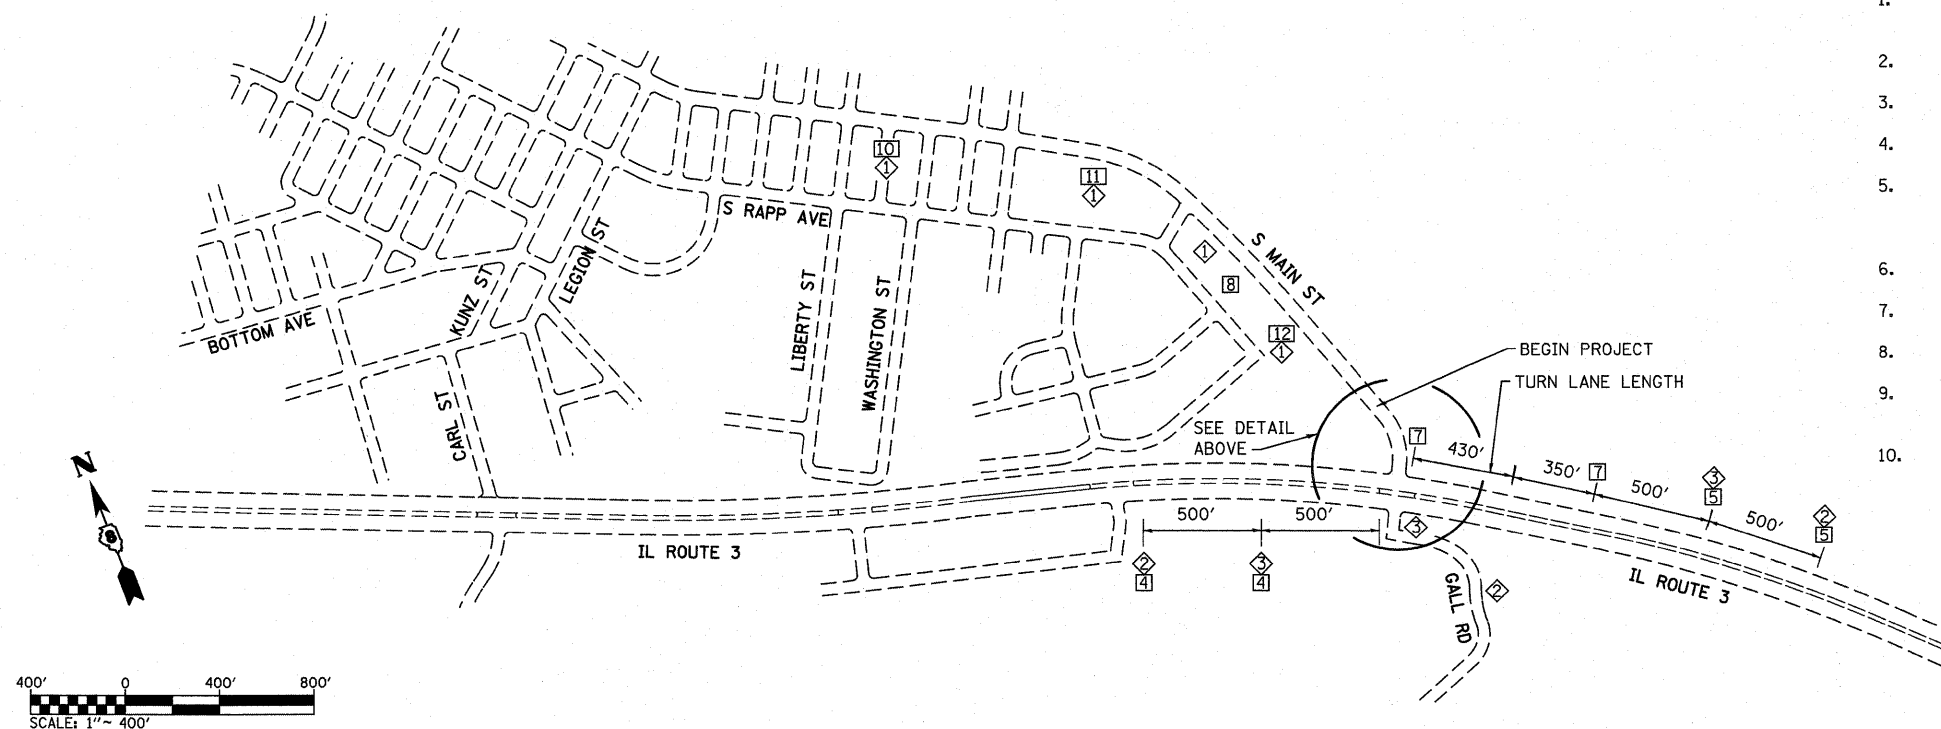 1.
2.
3.
4.
5.
6.
7.
8.
9.
10.
10
1
11
1
S RAPP AVE
S MAIN ST
1
8
12
1
LEGION ST
KUNZ ST
BOTTOM AVE
LIBERTY ST
WASHINGTON ST
CARL ST
BEGIN PROJECT
TURN LANE LENGTH
SEE DETAIL
ABOVE
7
430'
350'
7
500'
3
5
500'
2
5
500'
500'
3
2
4
3
4
2
GALL RD
IL ROUTE 3
IL ROUTE 3
N
8
400' 0 400' 800'
SCALE: 1"~ 400'